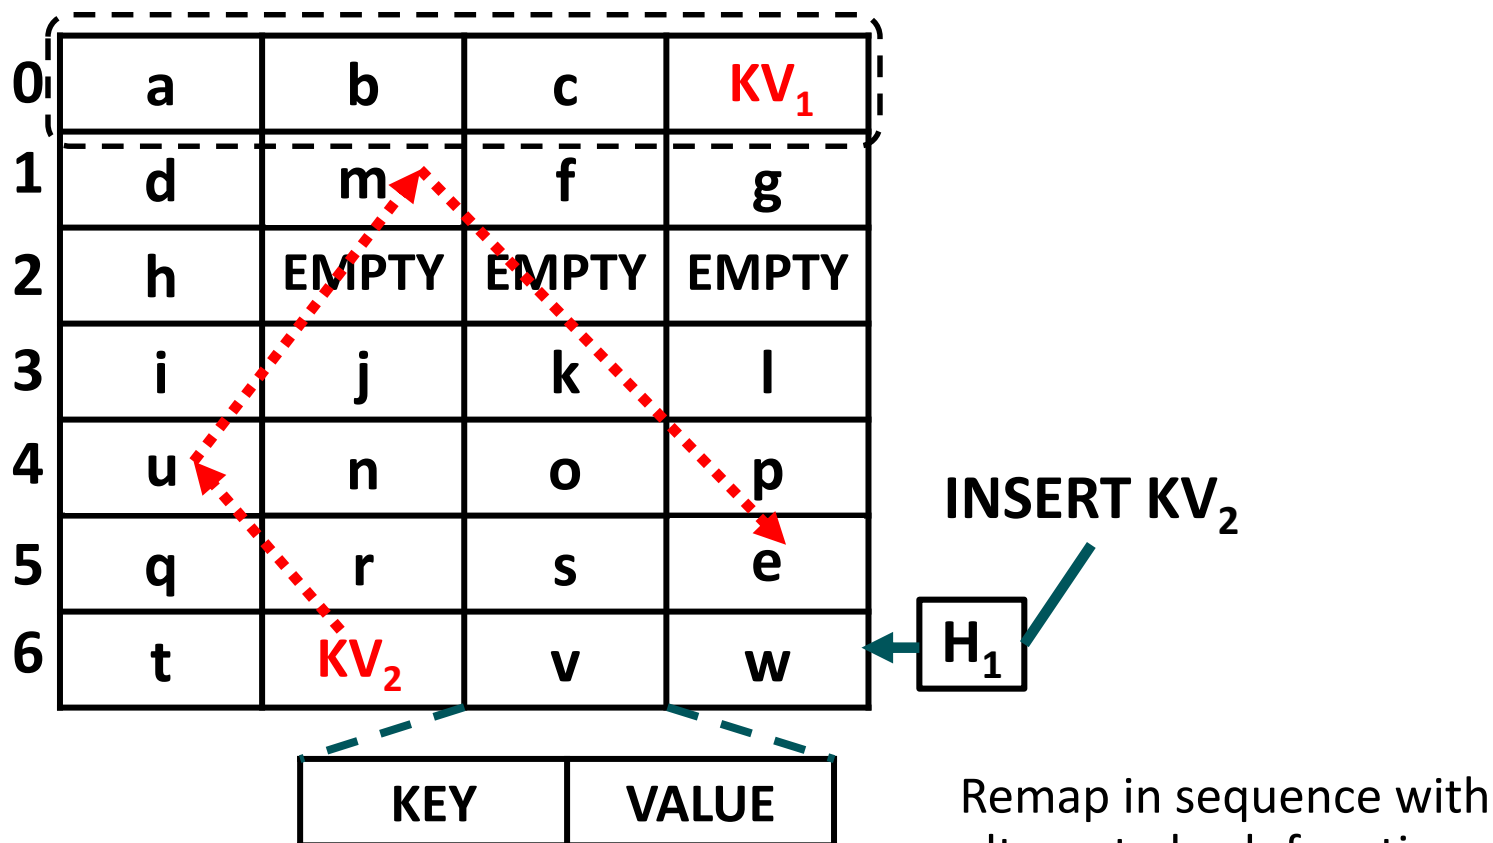 0 a b c KV1
1 d m f g
2 h EMPTY EMPTY EMPTY
3 i j k l
4 u n o p
5 q r s e
6 t KV2 v w
INSERT KV2
H1
KEY VALUE
Remap in sequence with